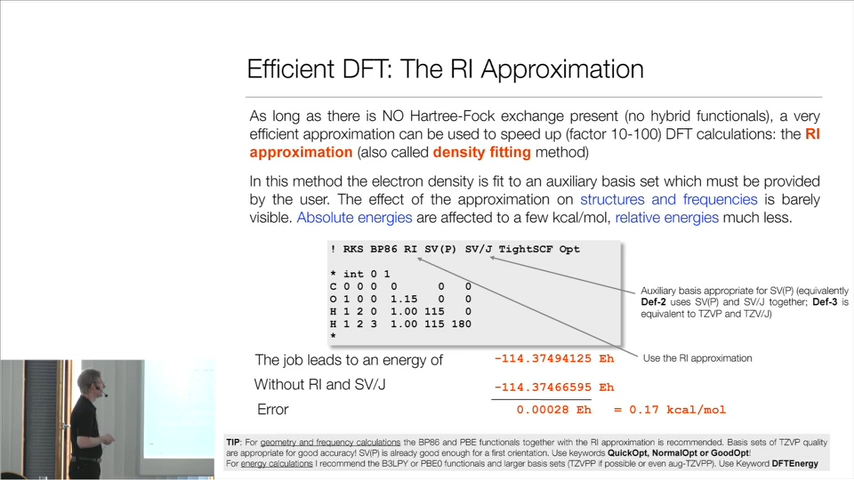 Efficient DFT: The RI Approximation
As long as there is NO Hartree-Fock exchange present (no hybrid functionals), a very
efficient approximation can be used to speed up (factor 10-100) DFT calculations: the RI
approximation (also called density fitting method)
In this method the electron density is fit to an auxiliary basis set which must be provided
by the user. The effect of the approximation on structures and frequencies is barely
visible. Absolute energies are affected to a few kcal/mol, relative energies much less.
! RKS BP86 RI SV(P) SV/J TightSCF Opt
* int 0 1
C 0 0 0 0 0 0
O 1 0 0 1.15 0 0
H 1 2 0 1.00 115 0
H 1 2 3 1.00 115 180
*
Auxiliary basis appropriate for SV(P) (equivalently
Def-2 uses SV(P) and SV/J together; Def-3 is
equivalent to TZVP and TZV/J)
Use the RI approximation
The job leads to an energy of -114.37494125 Eh
Without RI and SV/J -114.37466595 Eh
Error 0.00028 Eh = 0.17 kcal/mol
TIP: For geometry and frequency calculations the BP86 and PBE functionals together with the RI approximation is recommended. Basis sets of TZVP quality
are appropriate for good accuracy! SV(P) is already good enough for a first orientation. Use keywords QuickOpt, NormalOpt or GoodOpt!
For energy calculations I recommend the B3LPY or PBE0 functionals and larger basis sets (TZVPP if possible or even aug-TZVPP). Use Keyword DFTEnergy